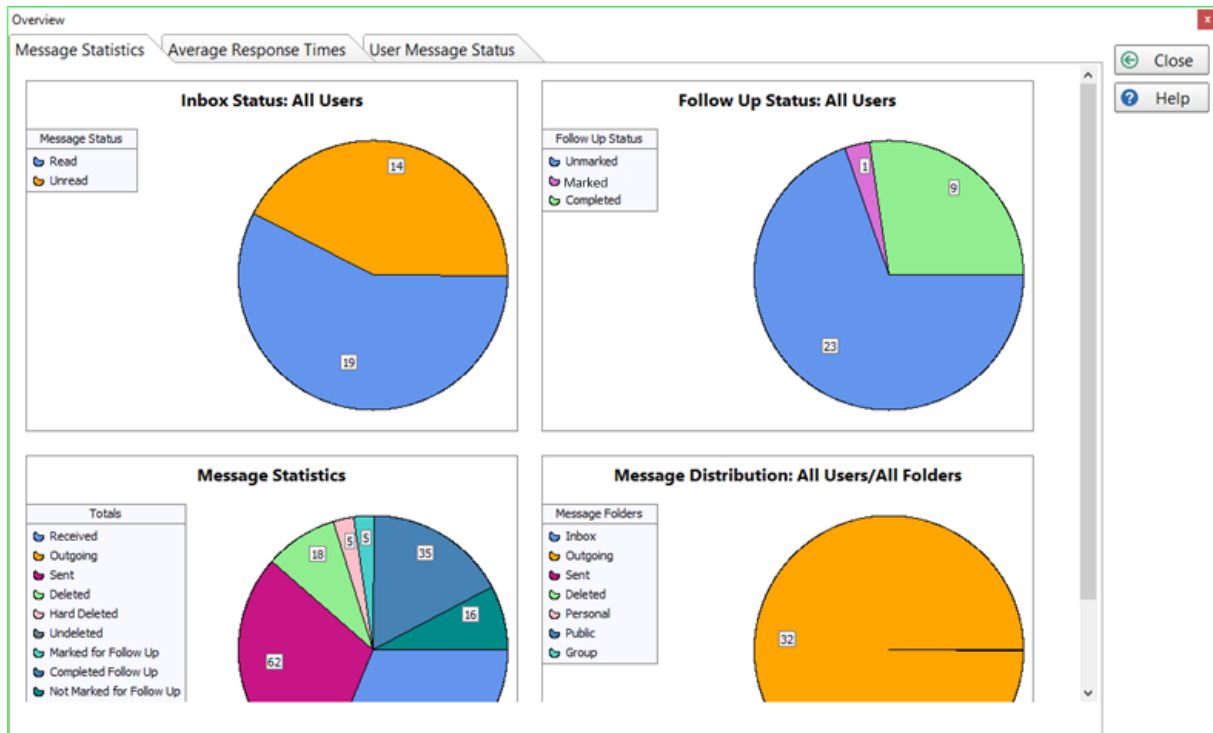 Overview
x
Message Statistics Average Response Times User Message Status
Close
Help
Inbox Status: All Users
Message Status
Read
Unread
14
19
Follow Up Status: All Users
Follow Up Status
Unmarked
Marked
Completed
1
9
23
Message Statistics
Totals
Received
Outgoing
Sent
Deleted
Hard Deleted
Undeleted
Marked for Follow Up
Completed Follow Up
Not Marked for Follow Up
18
5
5
35
16
62
Message Distribution: All Users/All Folders
Message Folders
Inbox
Outgoing
Sent
Deleted
Personal
Public
Group
32